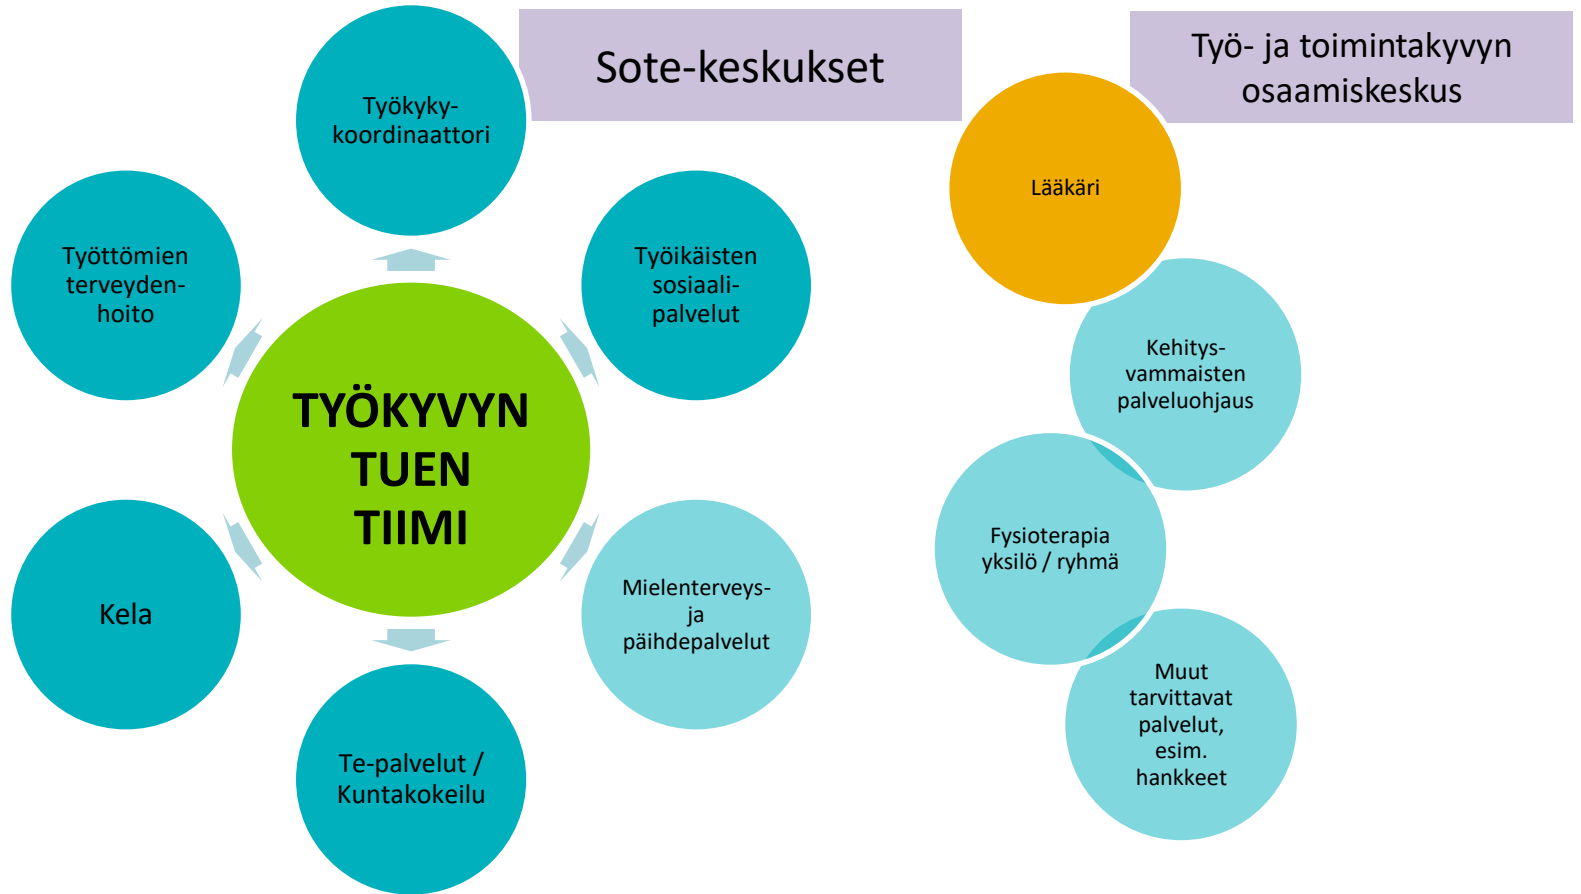 Sote-keskukset
Työ- ja toimintakyvyn
osaamiskeskus
Työkyky-
koordinaattori
Työttömien
terveyden-
hoito
Työikäisten
sosiaali-
palvelut
TYÖKYVYN
TUEN
TIIMI
Kela
Mielenterveys-
ja
päihdepalvelut
Te-palvelut /
Kuntakokeilu
Lääkäri
Kehitys-
vammaisten
palveluohjaus
Fysioterapia
yksilö / ryhmä
Muut
tarvittavat
palvelut,
esim.
hankkeet